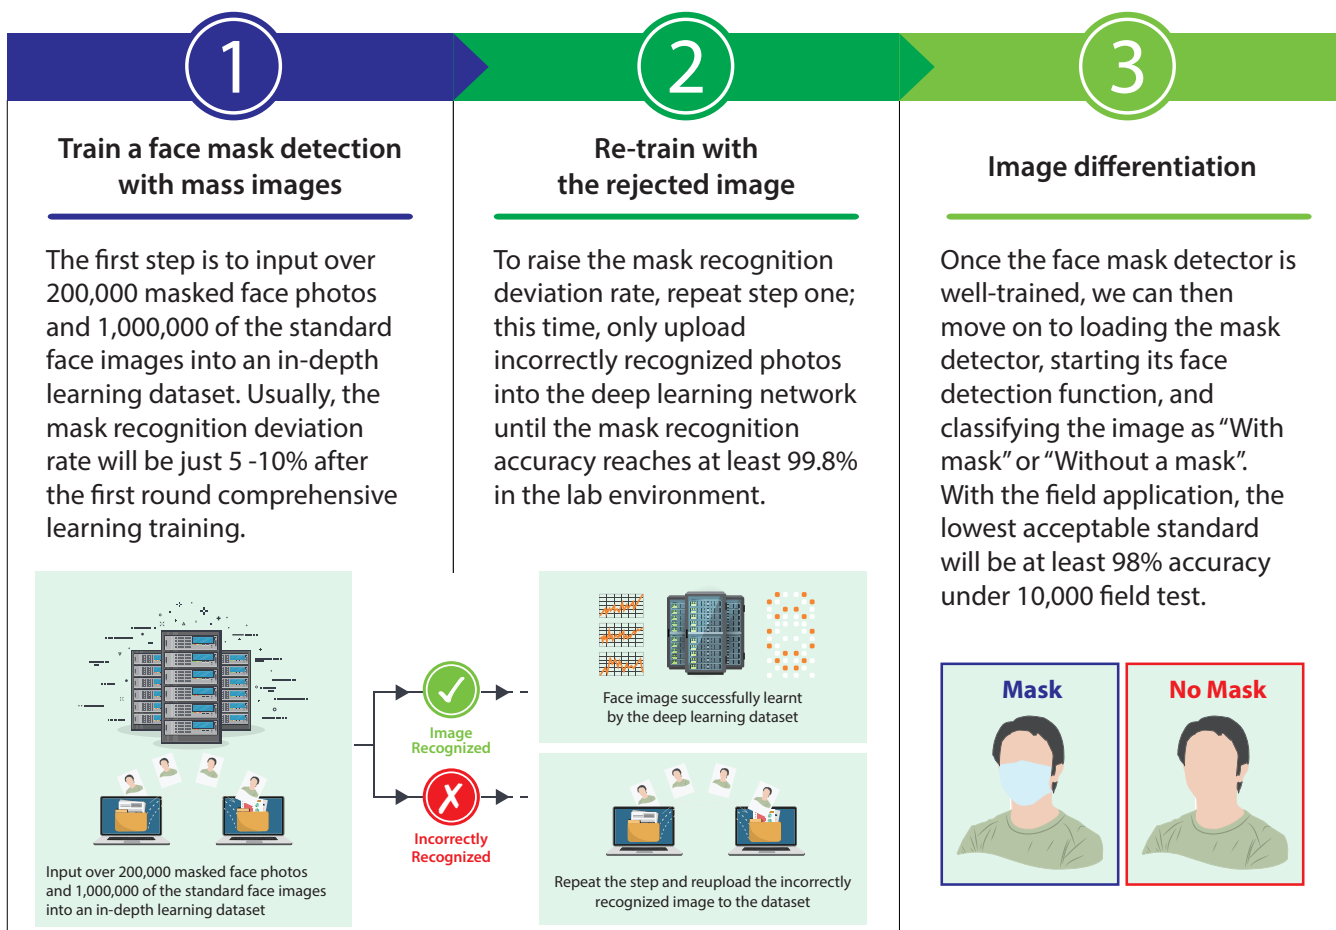 1
Train a face mask detection
with mass images
The first step is to input over
200,000 masked face photos
and 1,000,000 of the standard
face images into an in-depth
learning dataset. Usually, the
mask recognition deviation
rate will be just 5 -10% after
the first round comprehensive
learning training.
Input over 200,000 masked face photos
and 1,000,000 of the standard face images
into an in-depth learning dataset
Image
Recognized
Incorrectly
Recognized
2
Re-train with
the rejected image
To raise the mask recognition
deviation rate, repeat step one;
this time, only upload
incorrectly recognized photos
into the deep learning network
until the mask recognition
accuracy reaches at least 99.8%
in the lab environment.
Face image successfully learnt
by the deep learning dataset
Repeat the step and reupload the incorrectly
recognized image to the dataset
3
Image differentiation
Once the face mask detector is
well-trained, we can then
move on to loading the mask
detector, starting its face
detection function, and
classifying the image as “With
mask” or “Without a mask”.
With the field application, the
lowest acceptable standard
will be at least 98% accuracy
under 10,000 field test.
Mask
No Mask